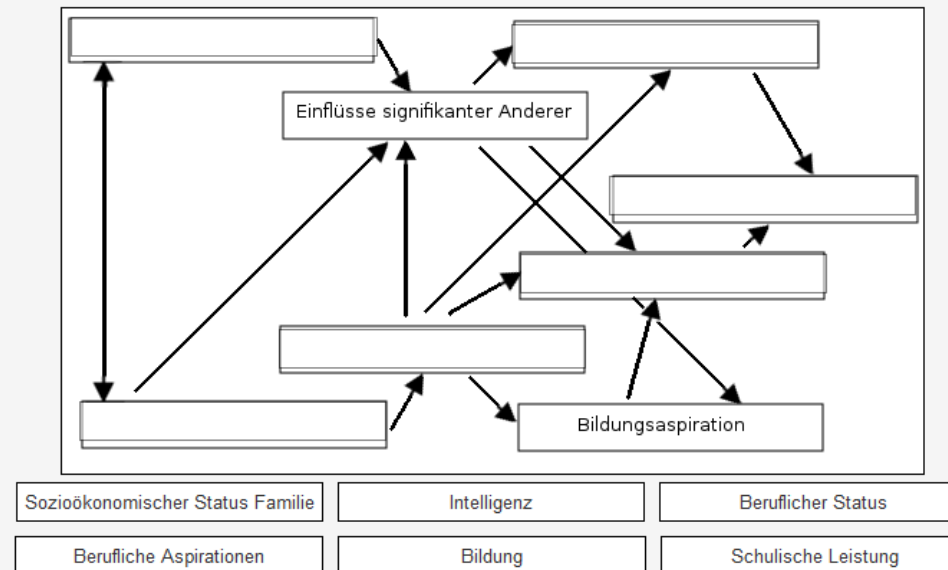 Einflüsse signifikanter Anderer
Bildungsaspiration
Sozioökonomischer Status Familie
Intelligenz
Beruflicher Status
Berufliche Aspirationen
Bildung
Schulische Leistung